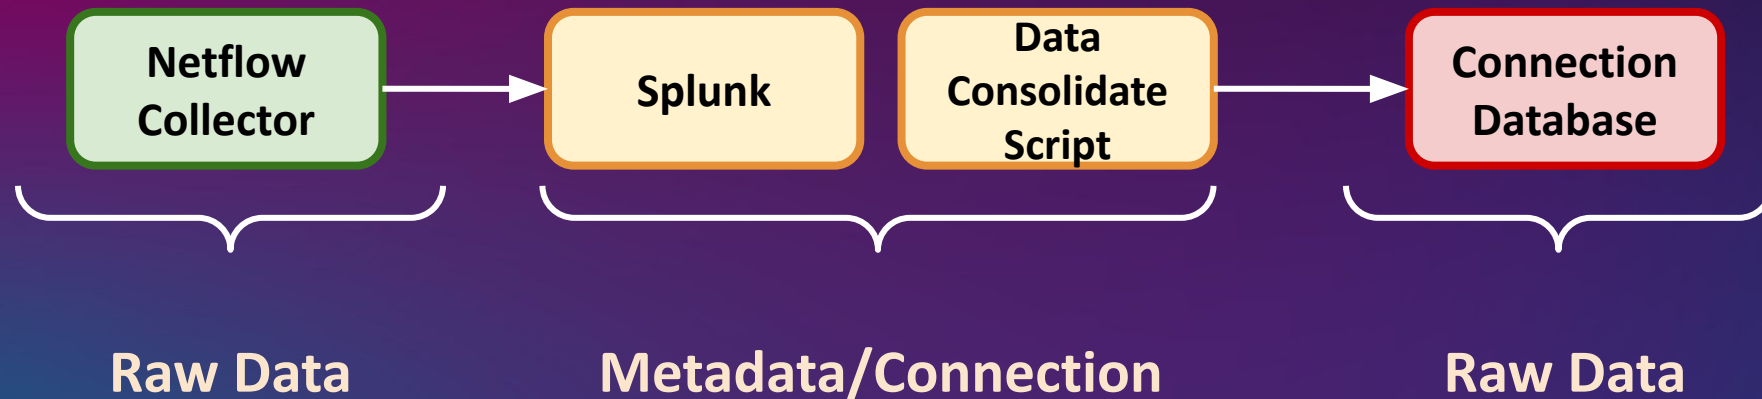 Netflow
Collector
Splunk
Data
Consolidate
Script
Connection
Database
Raw Data
Metadata/Connection
Raw Data